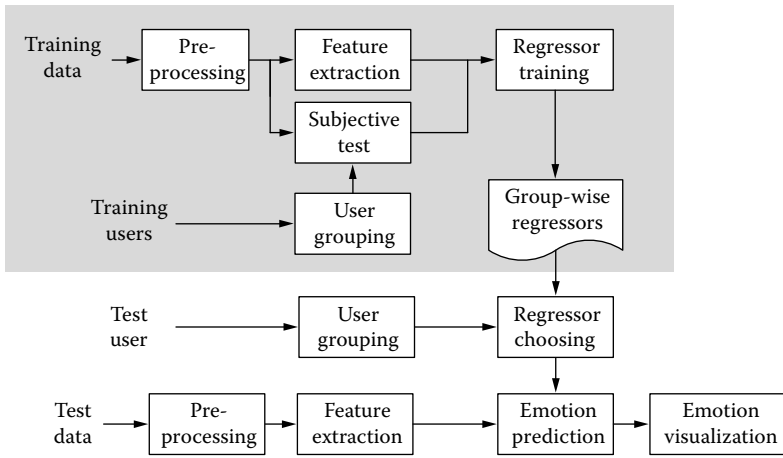 Training
data
Pre-
processing
Feature
extraction
Regressor
training
Subjective
test
Training
users
User
grouping
Group-wise
regressors
Test
user
User
grouping
Regressor
choosing
Test
data
Pre-
processing
Feature
extraction
Emotion
prediction
Emotion
visualization